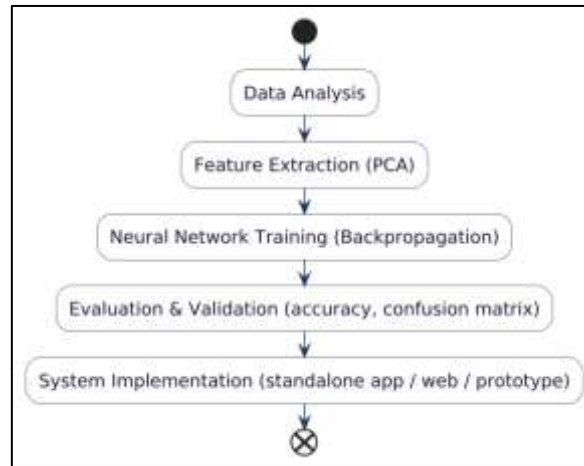 Data Analysis
Feature Extraction (PCA)
Neural Network Training (Backpropagation)
Evaluation & Validation (accuracy, confusion matrix)
System Implementation (standalone app / web / prototype)